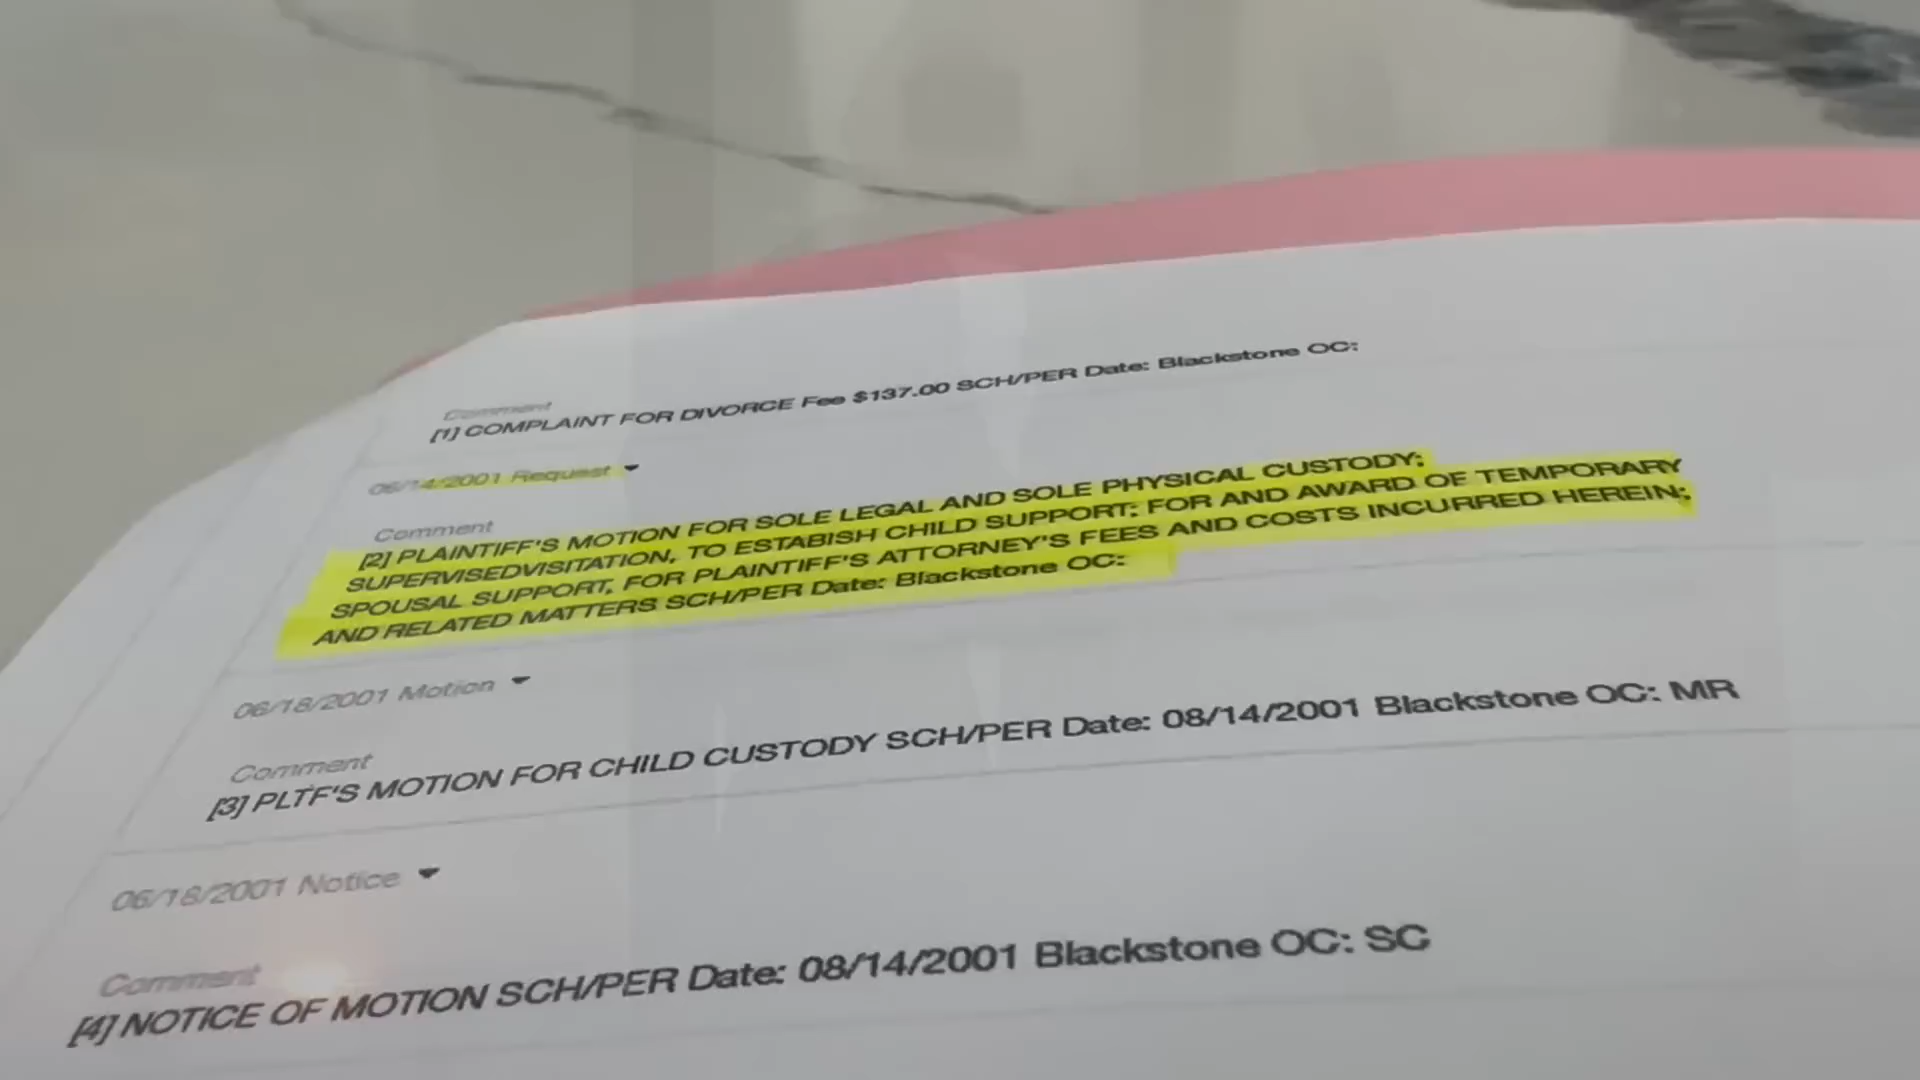 Comment
[1] COMPLAINT FOR DIVORCE Fee $137.00 SCH/PER Date: Blackstone OC:
06/14/2001 Request
Comment
[2] PLAINTIFF'S MOTION FOR SOLE LEGAL AND SOLE PHYSICAL CUSTODY;
SUPERVISEDVISITATION, TO ESTABISH CHILD SUPPORT; FOR AND AWARD OF TEMPORARY
SPOUSAL SUPPORT, FOR PLAINTIFF'S ATTORNEY'S FEES AND COSTS INCURRED HEREIN;
AND RELATED MATTERS SCH/PER Date: Blackstone OC:
06/18/2001 Motion
Comment
[3] PLTF'S MOTION FOR CHILD CUSTODY SCH/PER Date: 08/14/2001 Blackstone OC: MR
06/18/2001 Notice
Comment
[4] NOTICE OF MOTION SCH/PER Date: 08/14/2001 Blackstone OC: SC